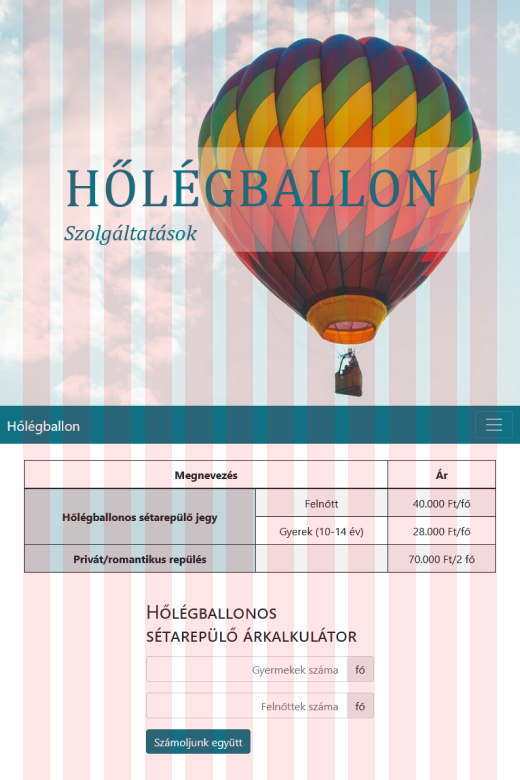 HŐLÉGBALLON
Szolgáltatások
Hőlégballon
Megnevezés Ár
Hőlégballonos sétarepülő jegy Felnőtt 40.000 Ft/fő
Gyerek (10-14 év) 28.000 Ft/fő
Privát/romantikus repülés 70.000 Ft/2 fő
Hőlégballonos
sétarepülő árkalkulátor
Gyermekek száma fő
Felnőttek száma fő
Számoljunk együtt